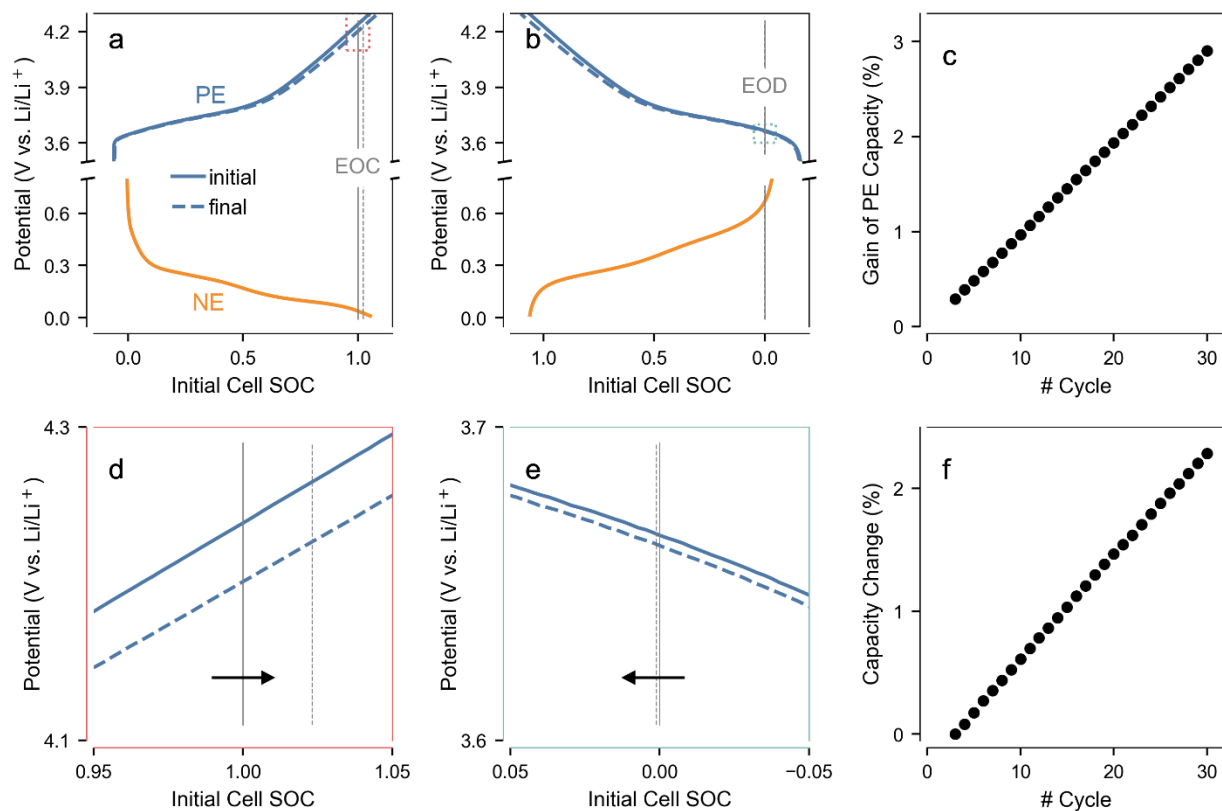 a
Potential (V vs. Li/Li⁺)
4.2
3.9
3.6
0.6
0.3
0.0
PE
EOC
initial
final
NE
0.0
0.5
1.0
Initial Cell SOC
b
Potential (V vs. Li/Li⁺)
4.2
3.9
3.6
0.6
0.3
0.0
EOD
1.0
0.5
0.0
Initial Cell SOC
c
Gain of PE Capacity (%)
3
2
1
0
0
10
20
30
# Cycle
d
Potential (V vs. Li/Li⁺)
4.3
4.1
0.95
1.00
1.05
Initial Cell SOC
e
Potential (V vs. Li/Li⁺)
3.7
3.6
0.05
0.00
−0.05
Initial Cell SOC
f
Capacity Change (%)
2
1
0
0
10
20
30
# Cycle